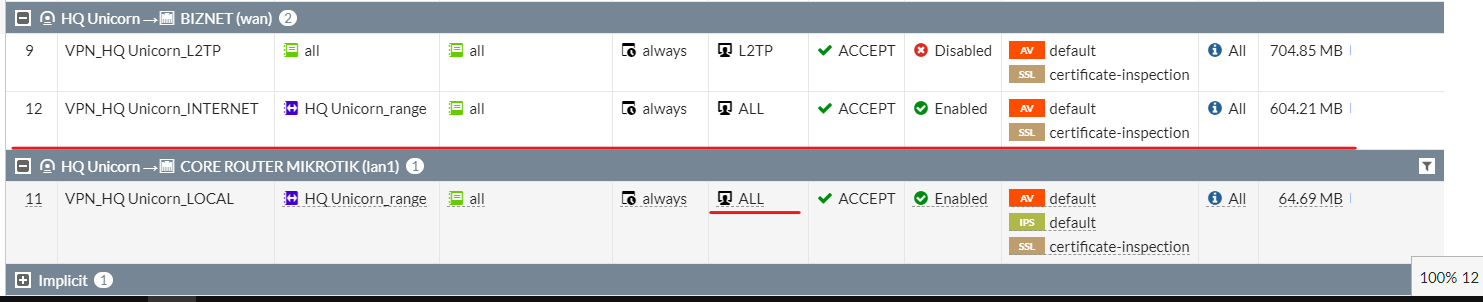 HQ Unicorn → BIZNET (wan) 2
9 VPN_HQ Unicorn_L2TP all all always L2TP ACCEPT Disabled AV default All 704.85 MB
SSL certificate-inspection
12 VPN_HQ Unicorn_INTERNET HQ Unicorn_range all always ALL ACCEPT Enabled AV default All 604.21 MB
SSL certificate-inspection
HQ Unicorn → CORE ROUTER MIKROTIK (lan1) 1
11 VPN_HQ Unicorn_LOCAL HQ Unicorn_range all always ALL ACCEPT Enabled AV default All 64.69 MB
IPS default
SSL certificate-inspection
Implicit 1
100% 12